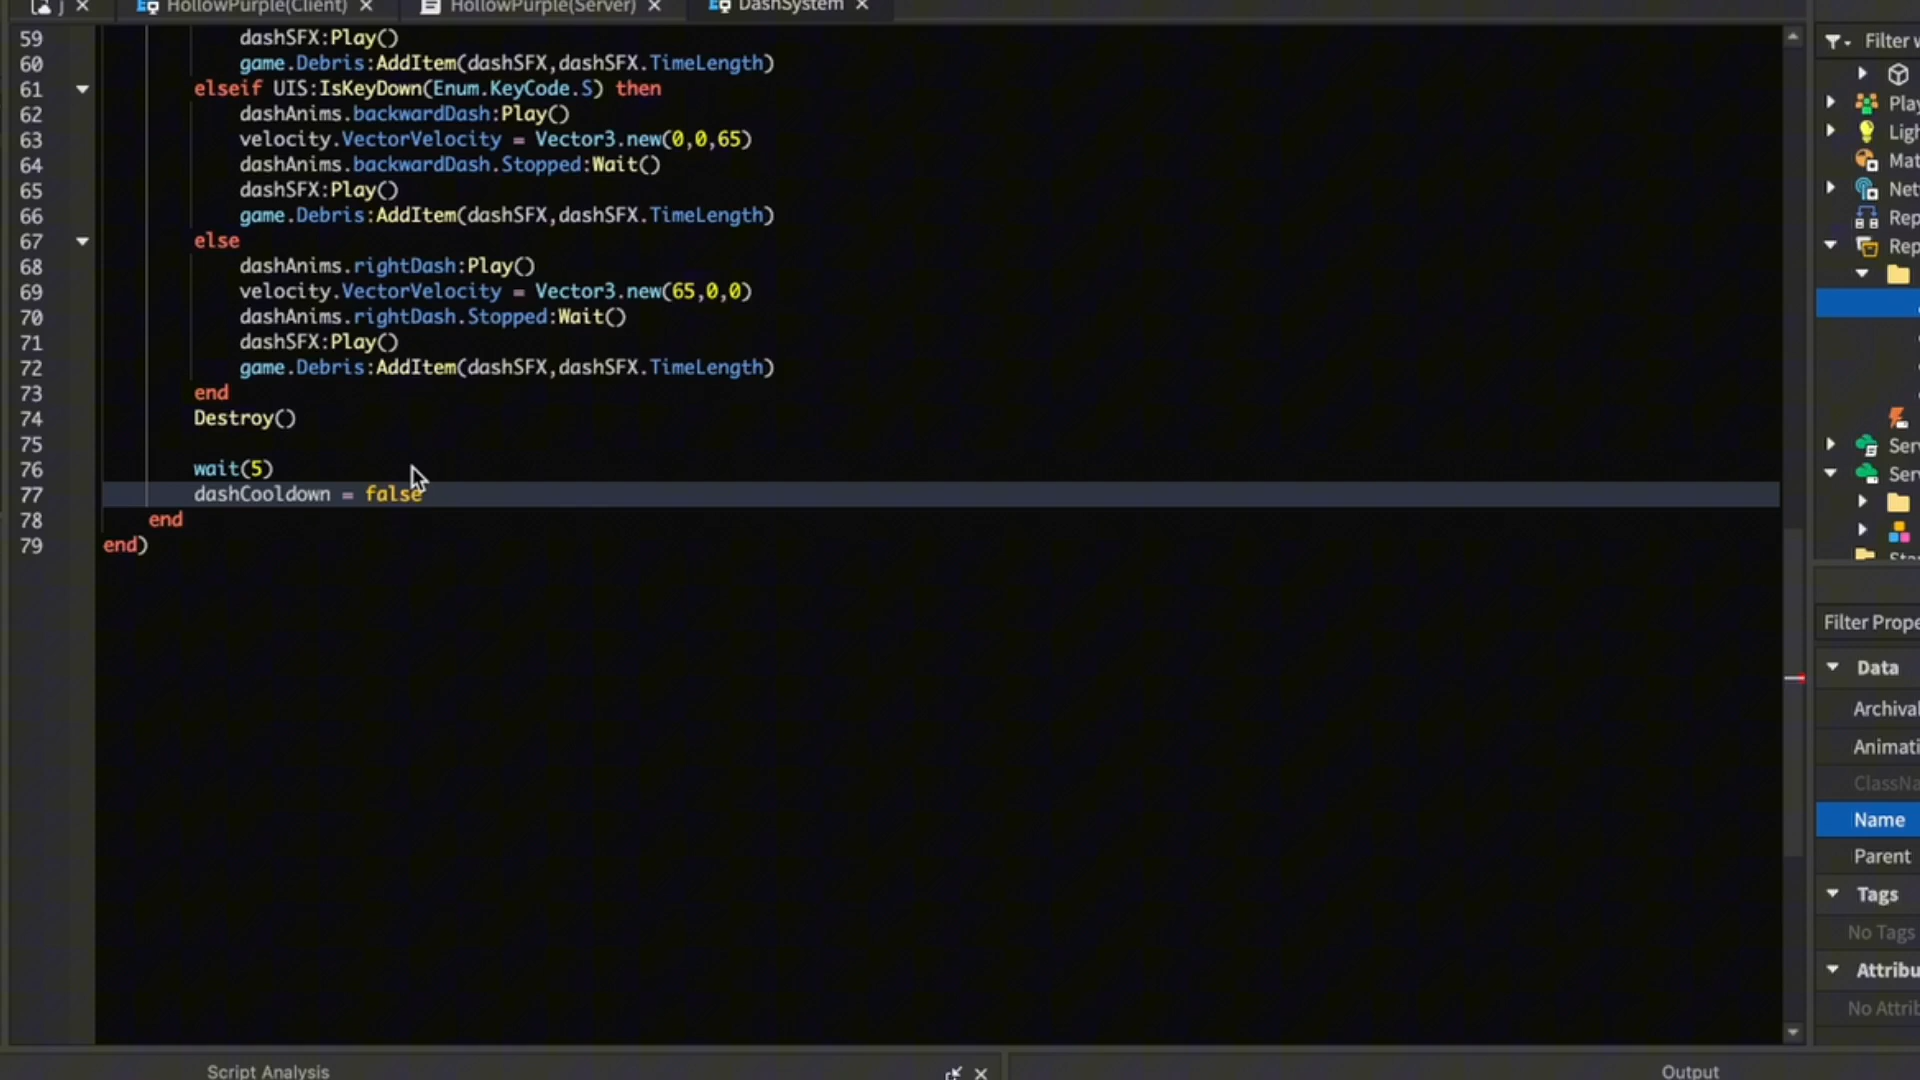 j
HollowPurple(Client)
HollowPurple(Server)
DashSystem
59 dashSFX:Play()
60 game.Debris:AddItem(dashSFX,dashSFX.TimeLength)
61 elseif UIS:IsKeyDown(Enum.KeyCode.S) then
62 dashAnims.backwardDash:Play()
63 velocity.VectorVelocity = Vector3.new(0,0,65)
64 dashAnims.backwardDash.Stopped:Wait()
65 dashSFX:Play()
66 game.Debris:AddItem(dashSFX,dashSFX.TimeLength)
67 else
68 dashAnims.rightDash:Play()
69 velocity.VectorVelocity = Vector3.new(65,0,0)
70 dashAnims.rightDash.Stopped:Wait()
71 dashSFX:Play()
72 game.Debris:AddItem(dashSFX,dashSFX.TimeLength)
73 end
74 Destroy()
75
76 wait(5)
77 dashCooldown = false
78 end
79 end)
Filter w
Play
Ligh
Mat
Net
Rep
Rep
Ser
Ser
Sta
Filter Prope
Data
Archival
Animati
ClassNa
Name
Parent
Tags
No Tags
Attribu
No Attrib
Script Analysis
Output